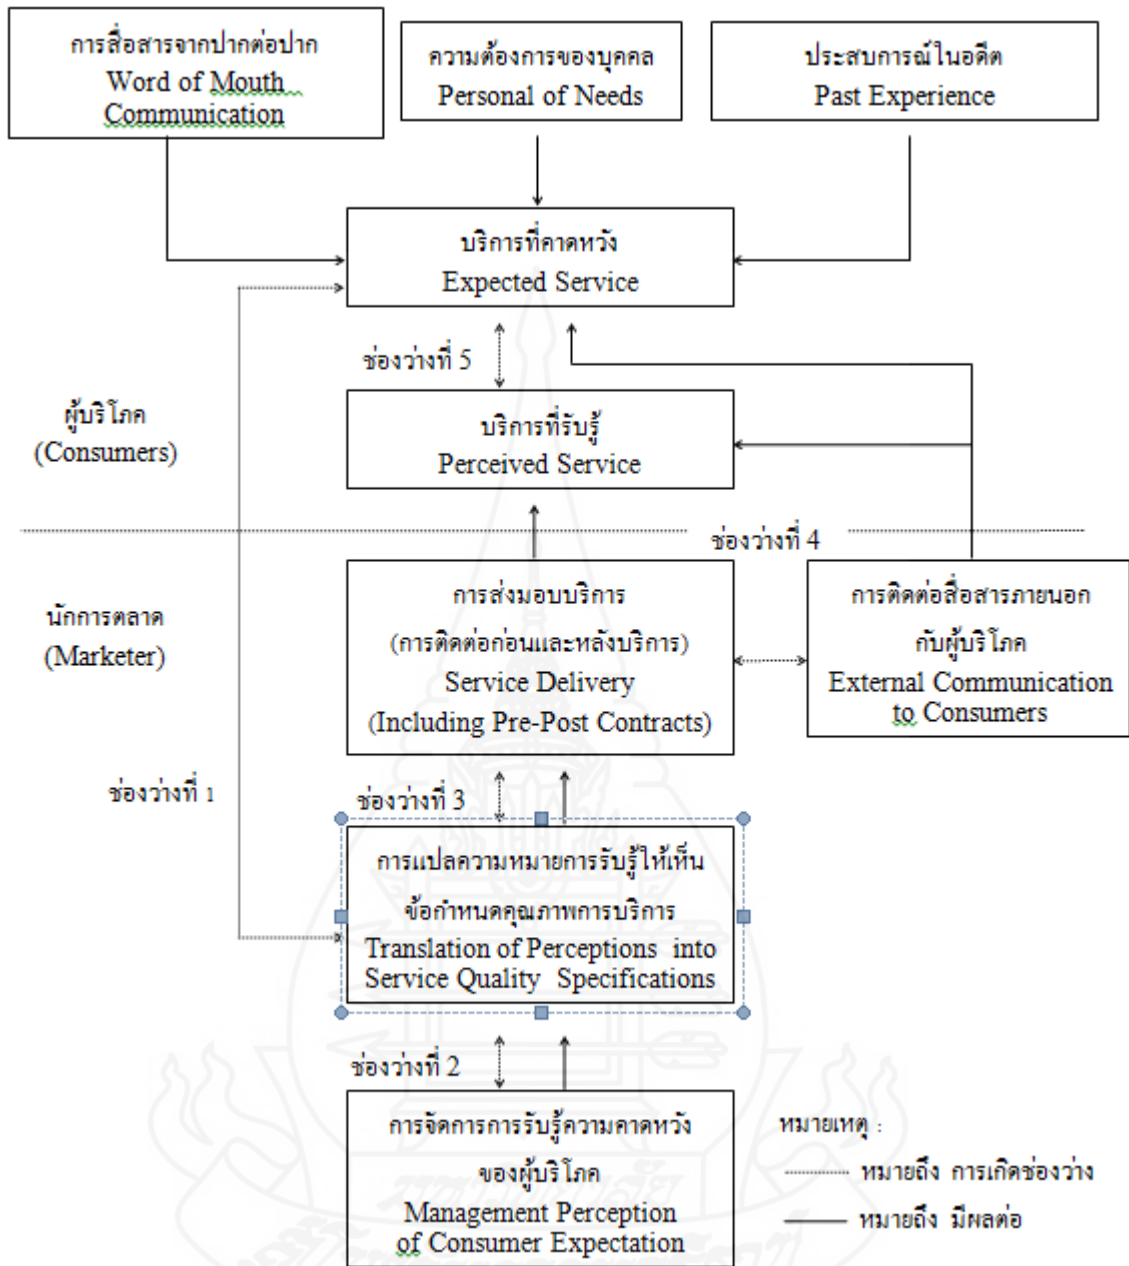 การสื่อสารจากปากต่อปาก
Word of Mouth
Communication
ความต้องการของบุคคล
Personal of Needs
ประสบการณ์ในอดีต
Past Experience
บริการที่คาดหวัง
Expected Service
ช่องว่างที่ 5
ผู้บริโภค
(Consumers)
บริการที่รับรู้
Perceived Service
ช่องว่างที่ 4
นักการตลาด
(Marketer)
การส่งมอบบริการ
(การติดต่อก่อนและหลังบริการ)
Service Delivery
(Including Pre-Post Contracts)
การติดต่อสื่อสารภายนอก
กับผู้บริโภค
External Communication
to Consumers
ช่องว่างที่ 1
ช่องว่างที่ 3
การแปลความหมายการรับรู้ให้เห็น
ข้อกำหนดคุณภาพการบริการ
Translation of Perceptions into
Service Quality Specifications
ช่องว่างที่ 2
การจัดการการรับรู้ความคาดหวัง
ของผู้บริโภค
Management Perception
of Consumer Expectation
หมายเหตุ :
หมายถึง การเกิดช่องว่าง
หมายถึง มีผลต่อ